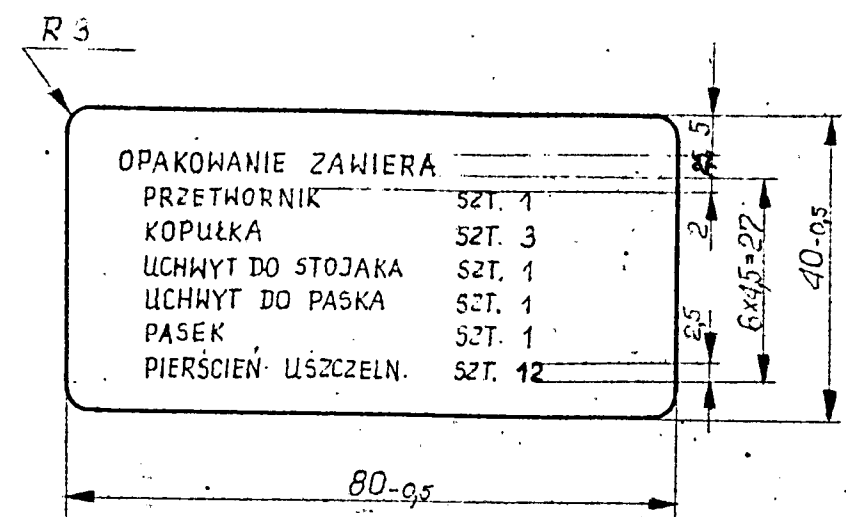 R 3
OPAKOWANIE ZAWIERA
PRZETWORNIK SZT. 1
KOPUŁKA SZT. 3
UCHWYT DO STOJAKA SZT. 1
UCHWYT DO PASKA SZT. 1
PASEK SZT. 1
PIERŚCIEŃ USZCZELN. SZT. 12
5
2
2,5
6x4,5=27
40-0,5
80-0,5